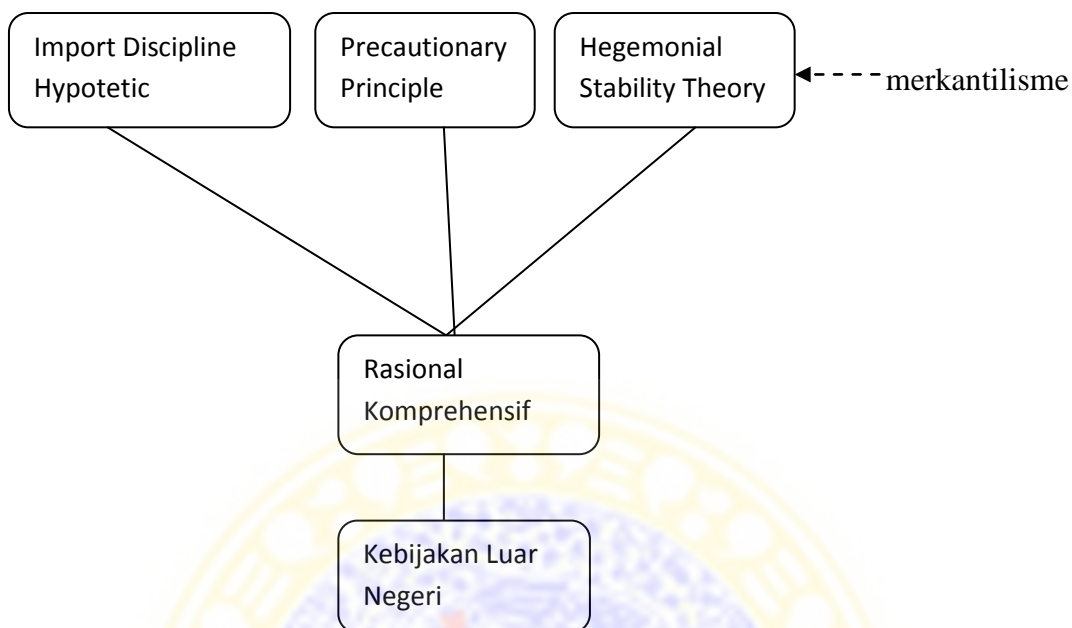 Import Discipline
Hypotetic
Precautionary
Principle
Hegemonial
Stability Theory
merkantilisme
Rasional
Komprehensif
Kebijakan Luar
Negeri